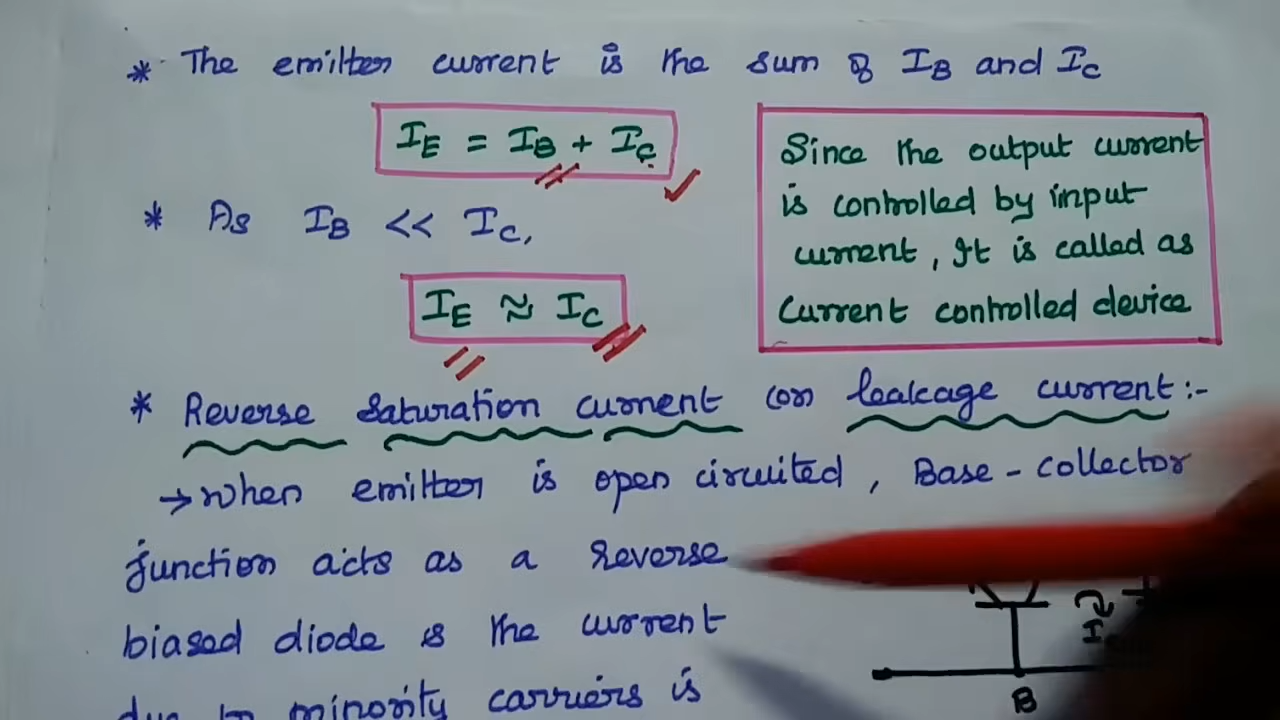 * The emitter current is the sum of IB and IC
IE = IB + IC
* As IB << IC,
IE ≈ IC
Since the output current
is controlled by input
current, It is called as
Current controlled device
* Reverse Saturation current (or) leakage current:-
→ When emitter is open circuited, Base-collector
junction acts as a reverse
biased diode is the current
due to minority carriers is
I
B